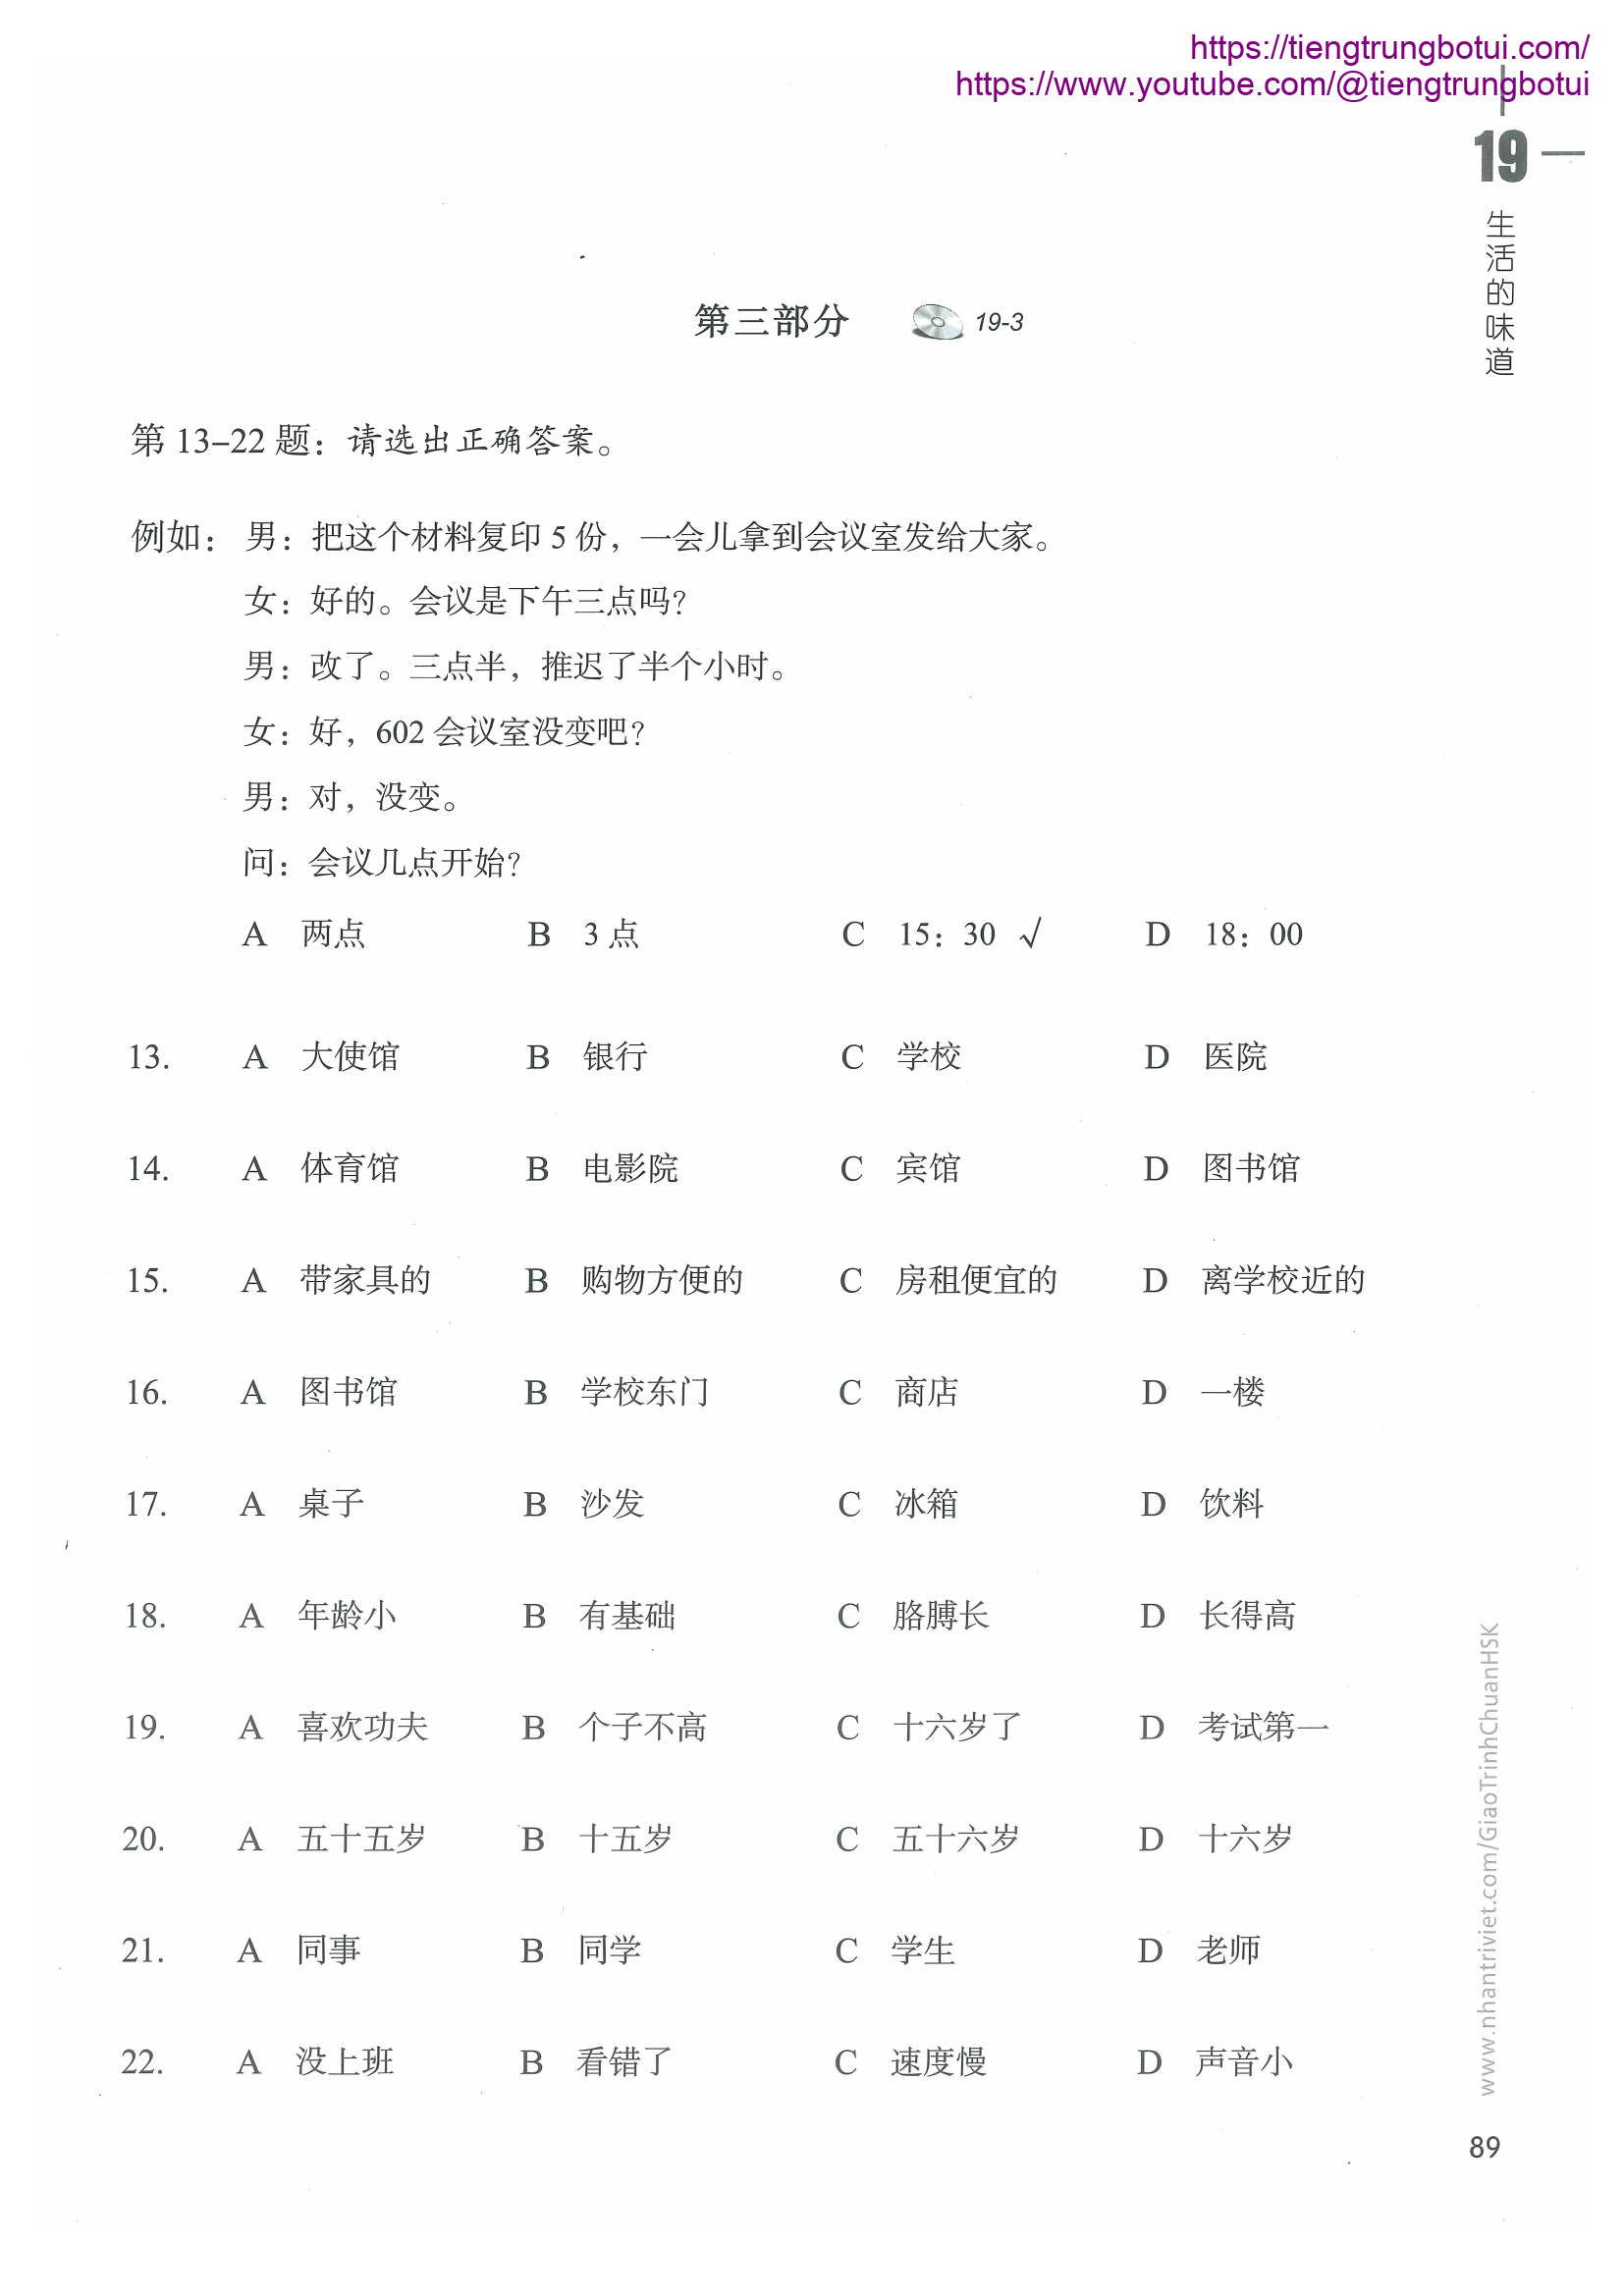 https://tiengtrungbotui.com/
https://www.youtube.com/@tiengtrungbotui
19
生活的味道
第三部分 19-3
第 13–22 题：请选出正确答案。
例如：男：把这个材料复印 5 份，一会儿拿到会议室发给大家。
女：好的。会议是下午三点吗？
男：改了。三点半，推迟了半个小时。
女：好，602 会议室没变吧？
男：对，没变。
问：会议几点开始？
A 两点 B 3 点 C 15：30 √ D 18：00
13. A 大使馆 B 银行 C 学校 D 医院
14. A 体育馆 B 电影院 C 宾馆 D 图书馆
15. A 带家具的 B 购物方便的 C 房租便宜的 D 离学校近的
16. A 图书馆 B 学校东门 C 商店 D 一楼
17. A 桌子 B 沙发 C 冰箱 D 饮料
18. A 年龄小 B 有基础 C 胳膊长 D 长得高
19. A 喜欢功夫 B 个子不高 C 十六岁了 D 考试第一
20. A 五十五岁 B 十五岁 C 五十六岁 D 十六岁
21. A 同事 B 同学 C 学生 D 老师
22. A 没上班 B 看错了 C 速度慢 D 声音小
www.nhantriviet.com/GiaoTrinhChuanHSK
89